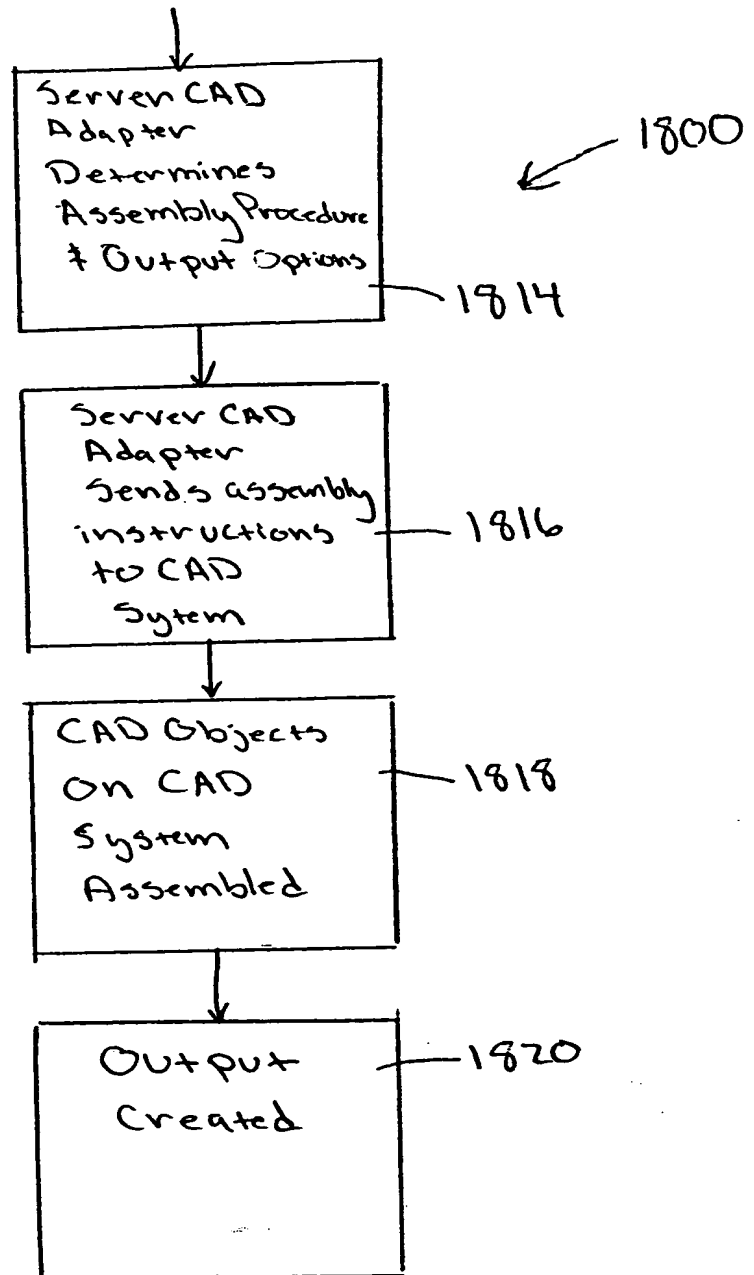 Server CAD
Adapter
Determines
Assembly Procedure
& Output Options
1800
1814
Server CAD
Adapter
Sends assembly
instructions
to CAD
Sytem
1816
CAD Objects
On CAD
System
Assembled
1818
Output
Created
1820